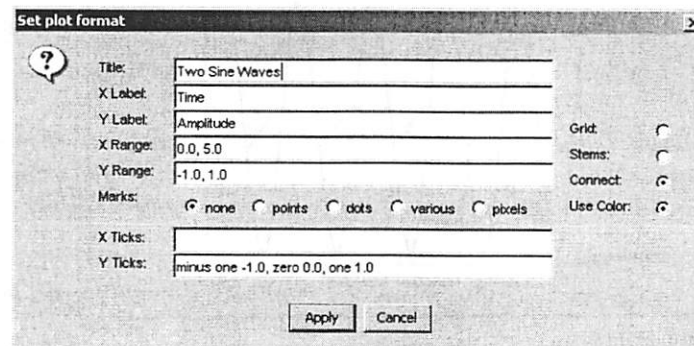 Set plot format
Title: Two Sine Waves
X Label: Time
Y Label: Amplitude
X Range: 0.0, 5.0
Y Range: -1.0, 1.0
Marks: none points dots various pixels
X Ticks:
Y Ticks: minus one -1.0, zero 0.0, one 1.0
Grid:
Stems:
Connect:
Use Color:
Apply Cancel